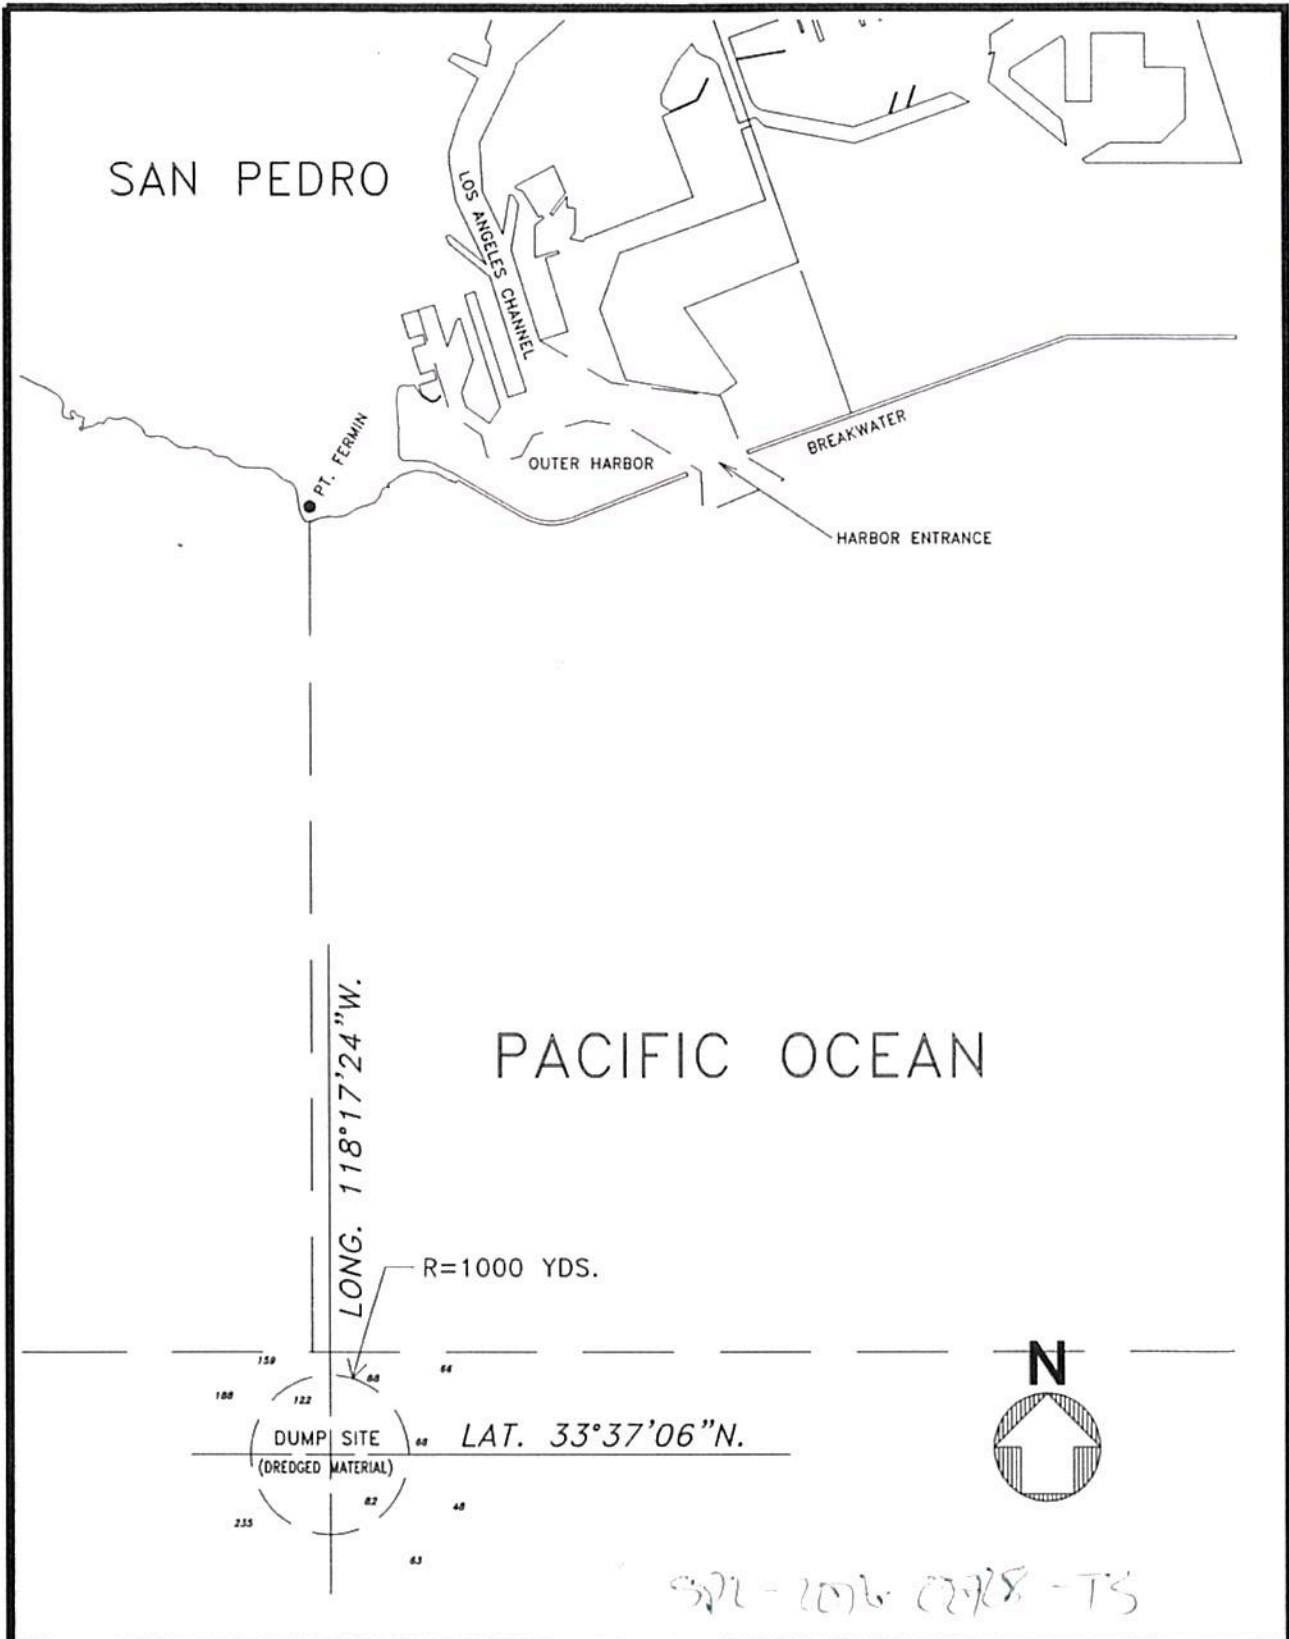 SAN PEDRO
LOS ANGELES CHANNEL
PT. FERMIN
OUTER HARBOR
BREAKWATER
HARBOR ENTRANCE
PACIFIC OCEAN
LONG. 118°17'24"W.
R=1000 YDS.
159
68
64
N
188
122
DUMP SITE
68
LAT. 33°37'06"N.
(DREDGED MATERIAL)
82
48
235
63